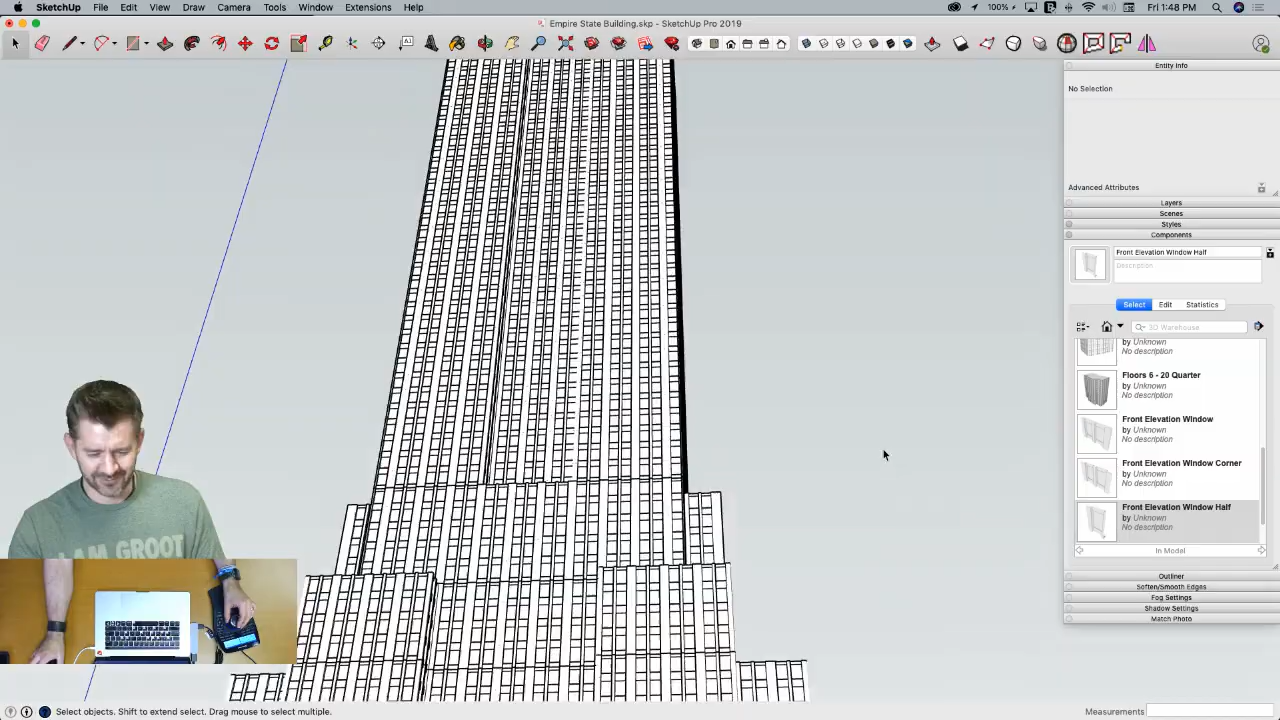 SketchUp File Edit View Draw Camera Tools Window Extensions Help
100% Fri 1:48 PM
Empire State Building.skp - SketchUp Pro 2019
Entity Info
No Selection
Advanced Attributes
Layers
Scenes
Styles
Components
Front Elevation Window Half
Description
Select Edit Statistics
3D Warehouse
by Unknown
No description
Floors 6 - 20 Quarter
by Unknown
No description
Front Elevation Window
by Unknown
No description
Front Elevation Window Corner
by Unknown
No description
Front Elevation Window Half
by Unknown
No description
In Model
Outliner
Soften/Smooth Edges
Fog Settings
Shadow Settings
Match Photo
I AM GROOT
Select objects. Shift to extend select. Drag mouse to select multiple.
Measurements